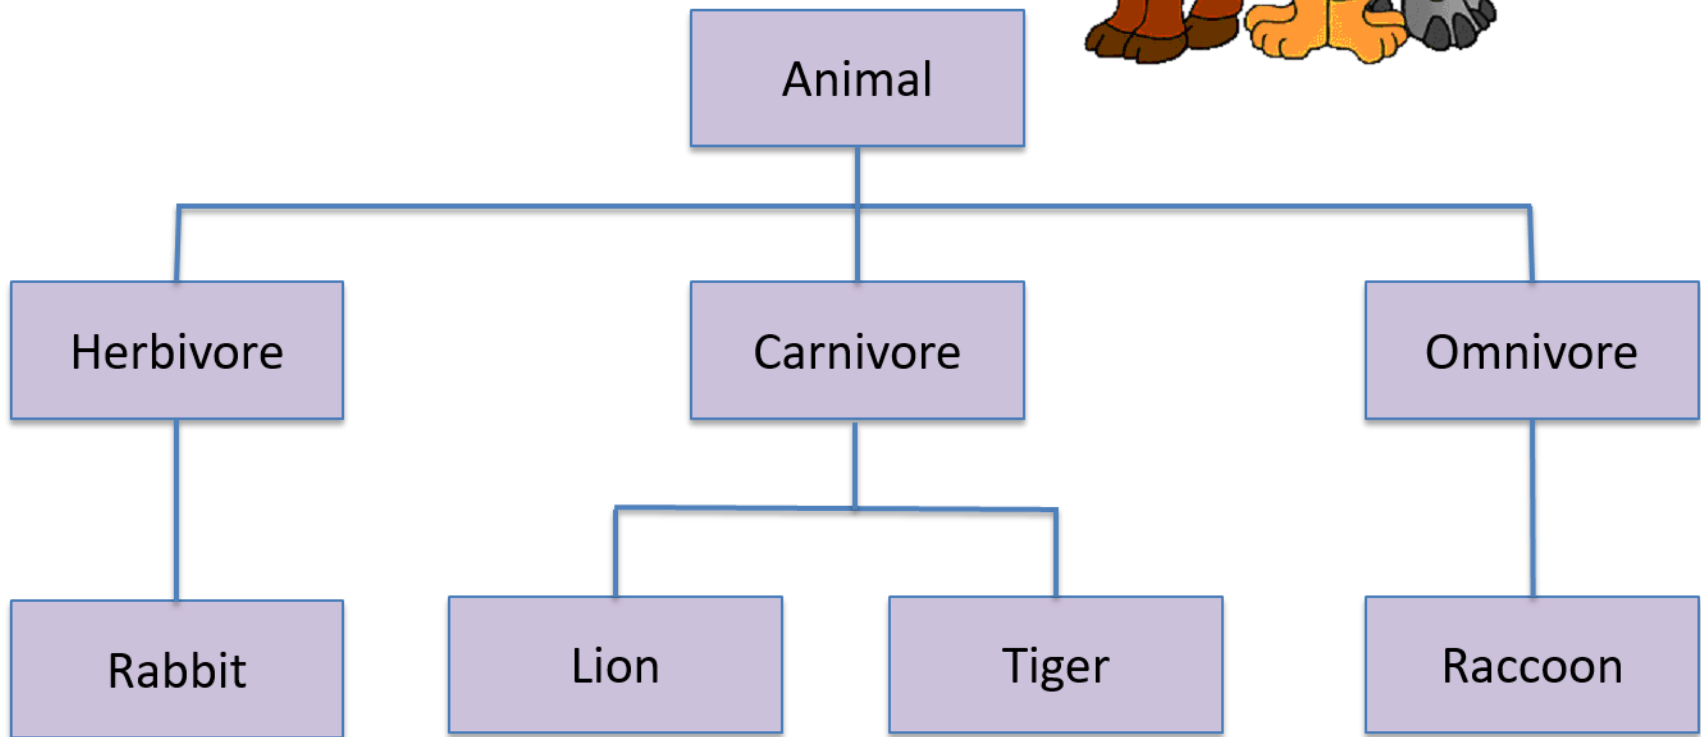 Animal
Herbivore
Carnivore
Omnivore
Rabbit
Lion
Tiger
Raccoon